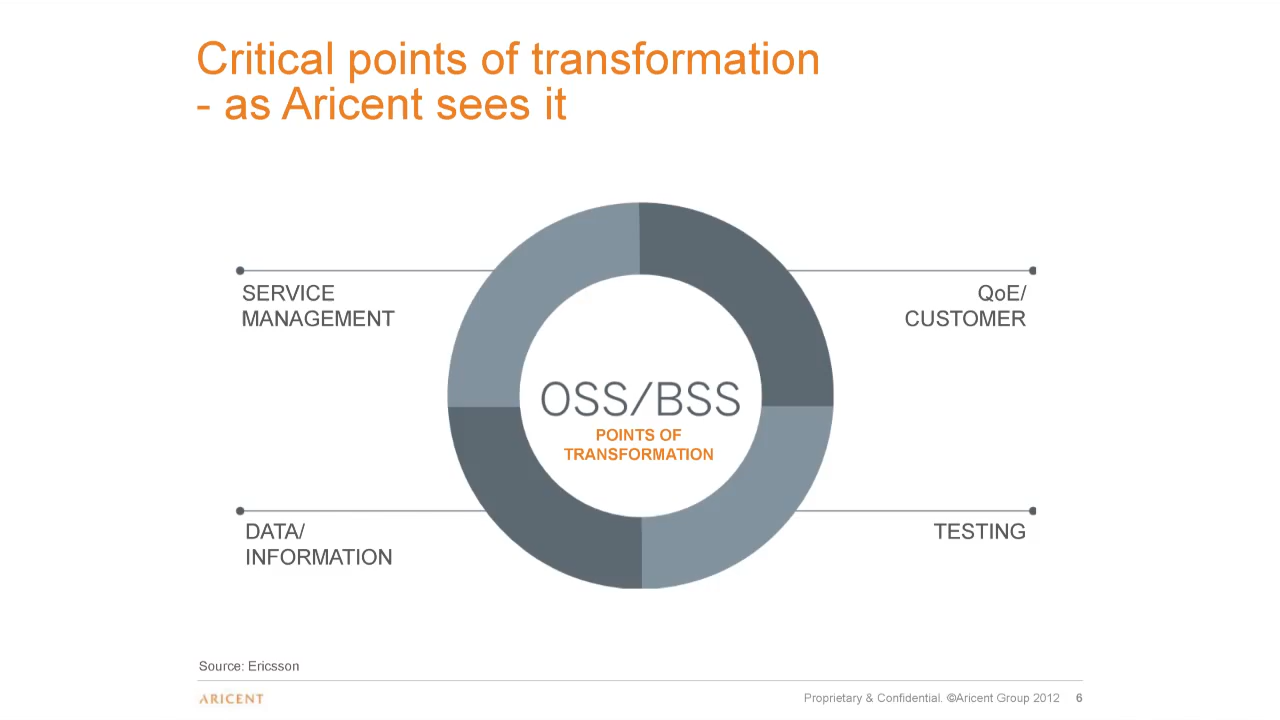 Critical points of transformation
- as Aricent sees it
SERVICE
MANAGEMENT
QoE/
CUSTOMER
OSS/BSS
POINTS OF
TRANSFORMATION
DATA/
INFORMATION
TESTING
Source: Ericsson
ARICENT
Proprietary & Confidential. ©Aricent Group 2012 6